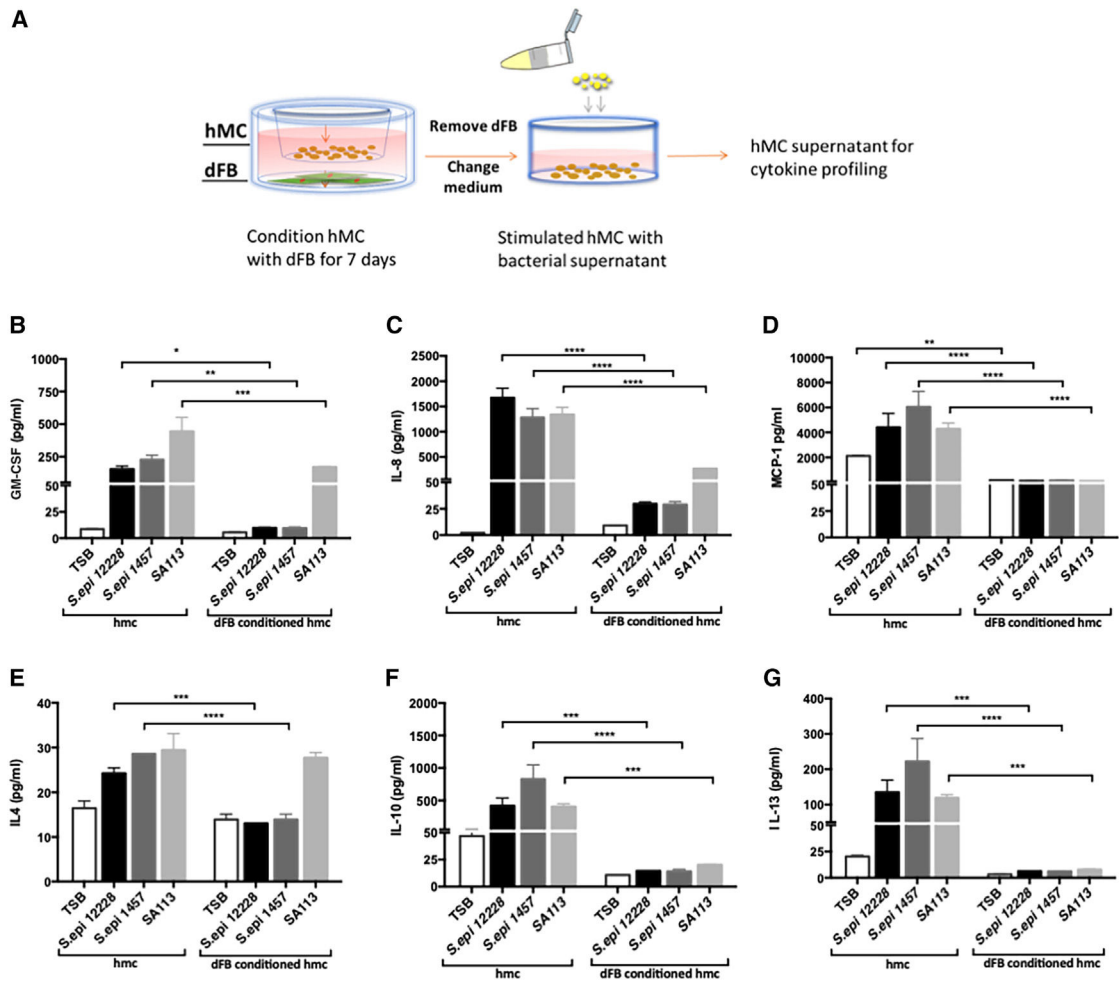 A
hMC
dFB
Remove dFB
Change
medium
hMC supernatant for
cytokine profiling
Condition hMC
with dFB for 7 days
Stimulated hMC with
bacterial supernatant
B
GM-CSF (pg/ml)
1000
750
500
250
50
25
0
*
**
***
TSB
S.epi 12228
S.epi 1457
SA113
TSB
S.epi 12228
S.epi 1457
SA113
hmc
dFB conditioned hmc
C
IL-8 (pg/ml)
2500
2000
1500
1000
500
50
25
0
****
****
****
TSB
S.epi 12228
S.epi 1457
SA113
TSB
S.epi 12228
S.epi 1457
SA113
hmc
dFB conditioned hmc
D
MCP-1 pg/ml
10000
8000
6000
4000
2000
50
25
0
**
****
****
****
TSB
S.epi 12228
S.epi 1457
SA113
TSB
S.epi 12228
S.epi 1457
SA113
hmc
dFB conditioned hmc
E
IL4 (pg/ml)
40
30
20
10
0
***
****
TSB
S.epi 12228
S.epi 1457
SA113
TSB
S.epi 12228
S.epi 1457
SA113
hmc
dFB conditioned hmc
F
IL-10 (pg/ml)
2000
1500
1000
500
50
25
0
***
****
***
TSB
S.epi 12228
S.epi 1457
SA113
TSB
S.epi 12228
S.epi 1457
SA113
hmc
dFB conditioned hmc
G
I L-13 (pg/ml)
400
300
200
100
50
25
0
***
****
***
TSB
S.epi 12228
S.epi 1457
SA113
TSB
S.epi 12228
S.epi 1457
SA113
hmc
dFB conditioned hmc